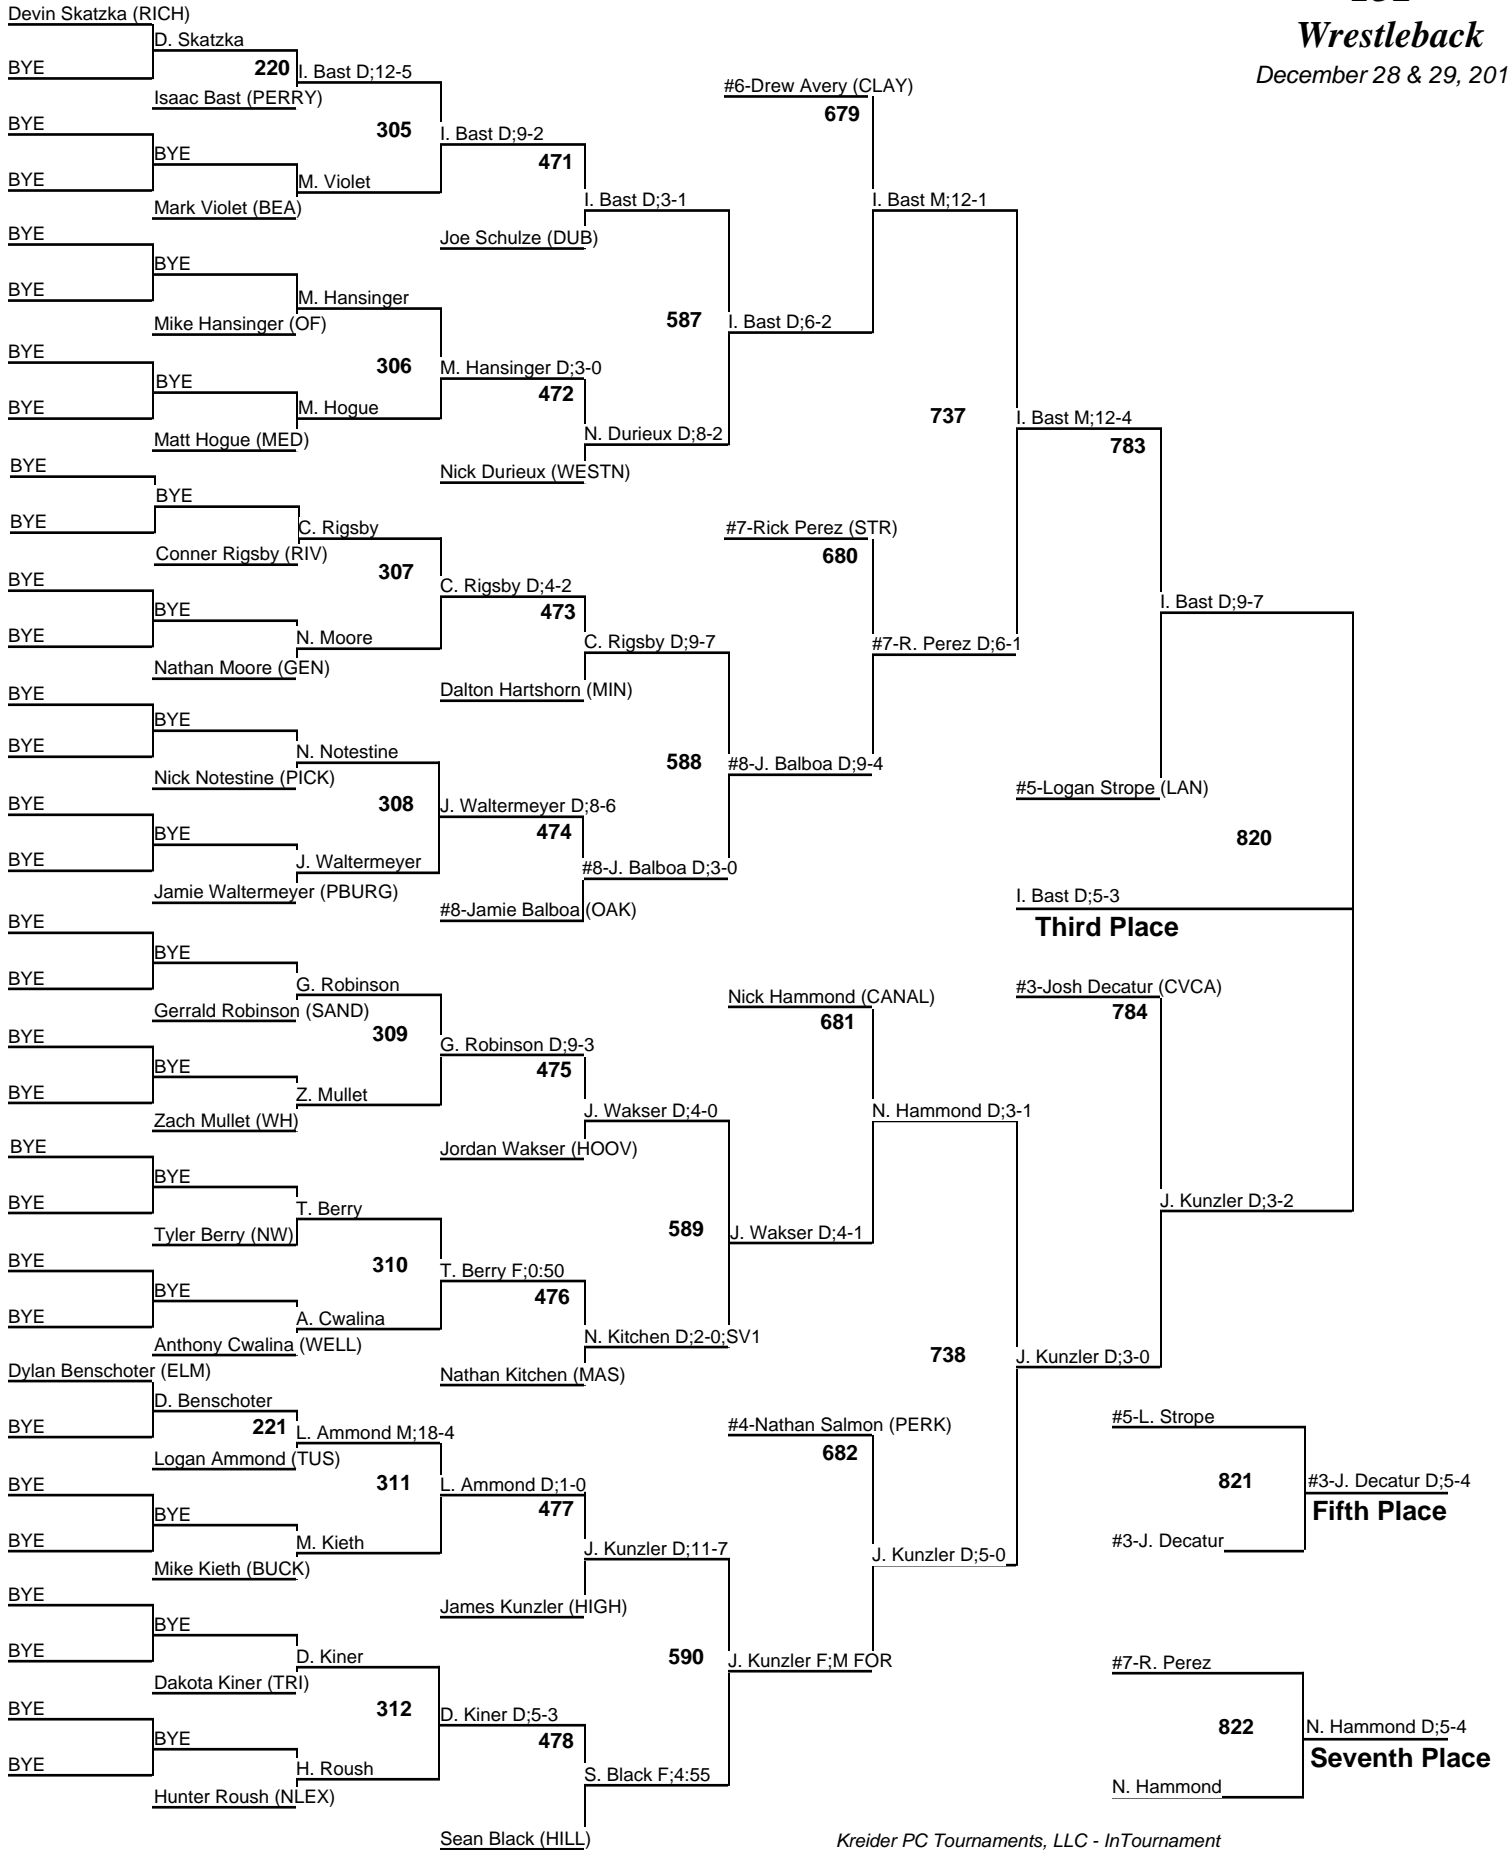 Wrestleback
December 28 & 29, 201
Devin Skatzka (RICH)
D. Skatzka
BYE
220
I. Bast D;12-5
Isaac Bast (PERRY)
BYE
305
I. Bast D;9-2
BYE
471
BYE
M. Violet
Mark Violet (BEA)
I. Bast D;3-1
Joe Schulze (DUB)
#6-Drew Avery (CLAY)
679
I. Bast M;12-1
BYE
BYE
BYE
M. Hansinger
Mike Hansinger (OF)
587
I. Bast D;6-2
BYE
306
M. Hansinger D;3-0
BYE
472
BYE
M. Hogue
Matt Hogue (MED)
N. Durieux D;8-2
Nick Durieux (WESTN)
737
I. Bast M;12-4
783
BYE
BYE
BYE
C. Rigsby
Conner Rigsby (RIV)
#7-Rick Perez (STR)
680
307
C. Rigsby D;4-2
BYE
473
BYE
BYE
N. Moore
Nathan Moore (GEN)
C. Rigsby D;9-7
Dalton Hartshorn (MIN)
#7-R. Perez D;6-1
I. Bast D;9-7
BYE
BYE
BYE
N. Notestine
Nick Notestine (PICK)
588
#8-J. Balboa D;9-4
#5-Logan Strope (LAN)
308
J. Waltermeyer D;8-6
BYE
474
BYE
BYE
J. Waltermeyer
Jamie Waltermeyer (PBURG)
#8-J. Balboa D;3-0
#8-Jamie Balboa (OAK)
820
I. Bast D;5-3
Third Place
BYE
BYE
BYE
G. Robinson
Gerrald Robinson (SAND)
Nick Hammond (CANAL)
681
#3-Josh Decatur (CVCA)
784
309
G. Robinson D;9-3
BYE
475
BYE
BYE
Z. Mullet
Zach Mullet (WH)
J. Wakser D;4-0
Jordan Wakser (HOOV)
N. Hammond D;3-1
BYE
BYE
BYE
T. Berry
Tyler Berry (NW)
589
J. Wakser D;4-1
J. Kunzler D;3-2
310
T. Berry F;0:50
BYE
476
BYE
BYE
A. Cwalina
Anthony Cwalina (WELL)
N. Kitchen D;2-0;SV1
Nathan Kitchen (MAS)
738
J. Kunzler D;3-0
Dylan Benschoter (ELM)
D. Benschoter
BYE
221
L. Ammond M;18-4
Logan Ammond (TUS)
#4-Nathan Salmon (PERK)
682
#5-L. Strope
311
L. Ammond D;1-0
BYE
477
BYE
BYE
M. Kieth
Mike Kieth (BUCK)
J. Kunzler D;11-7
James Kunzler (HIGH)
J. Kunzler D;5-0
821
#3-J. Decatur D;5-4
Fifth Place
#3-J. Decatur
BYE
BYE
BYE
D. Kiner
Dakota Kiner (TRI)
590
J. Kunzler F;M FOR
#7-R. Perez
312
D. Kiner D;5-3
BYE
478
BYE
BYE
H. Roush
Hunter Roush (NLEX)
S. Black F;4:55
Sean Black (HILL)
822
N. Hammond D;5-4
Seventh Place
N. Hammond
Kreider PC Tournaments, LLC - InTournament